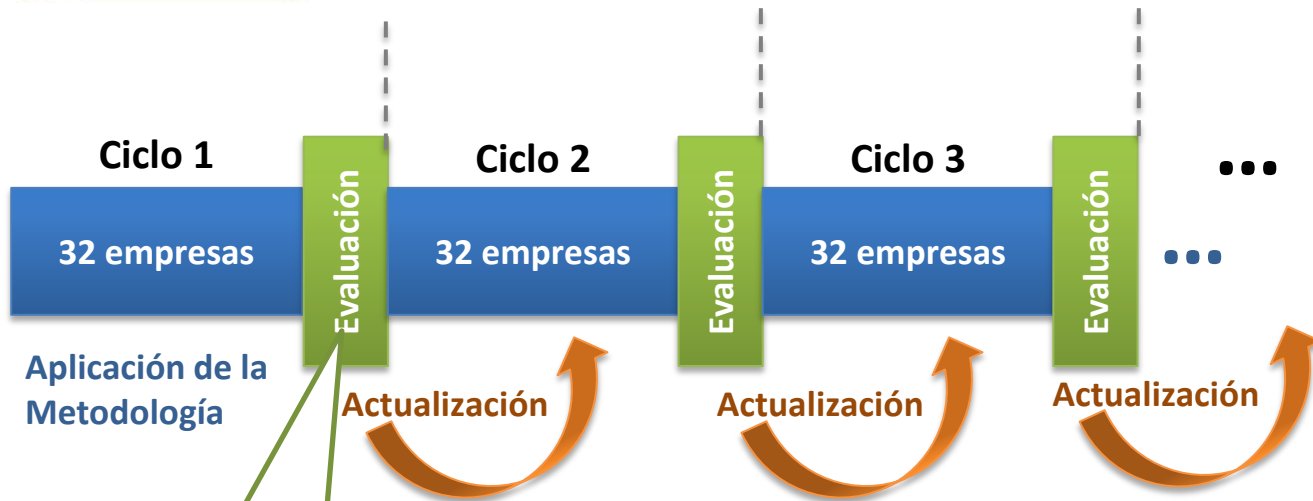 Ciclo 1
Ciclo 2
Ciclo 3
...
32 empresas
Evaluación
32 empresas
Evaluación
32 empresas
Evaluación
...
Aplicación de la
Metodología
Actualización
Actualización
Actualización